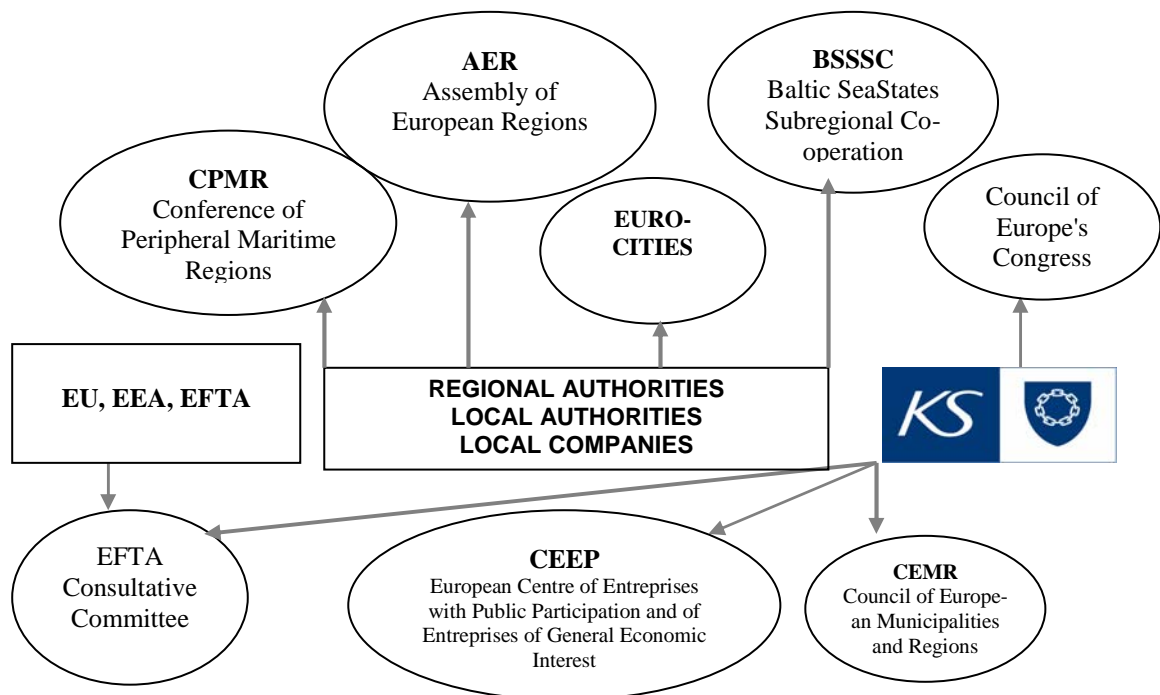 AER
Assembly of
European Regions
BSSSC
Baltic SeaStates
Subregional Co-
operation
CPMR
Conference of
Peripheral Maritime
Regions
EURO-
CITIES
Council of
Europe's
Congress
EU, EEA, EFTA
REGIONAL AUTHORITIES
LOCAL AUTHORITIES
LOCAL COMPANIES
KS
EFTA
Consultative
Committee
CEEP
European Centre of Entreprises
with Public Participation and of
Entreprises of General Economic
Interest
CEMR
Council of Europe-
an Municipalities
and Regions